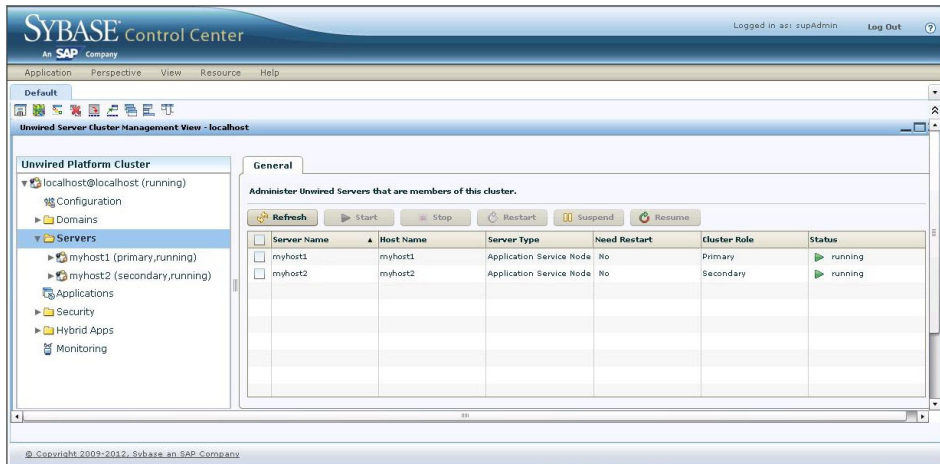 SYBASE Control Center
An SAP Company
Logged in as: supAdmin Log Out ?
Application Perspective View Resource Help
Default
Unwired Server Cluster Management View - localhost
Unwired Platform Cluster
localhost@localhost (running)
Configuration
Domains
Servers
myhost1 (primary,running)
myhost2 (secondary,running)
Applications
Security
Hybrid Apps
Monitoring
General
Administer Unwired Servers that are members of this cluster.
Refresh Start Stop Restart Suspend Resume
Server Name Host Name Server Type Need Restart Cluster Role Status
myhost1 myhost1 Application Service Node No Primary running
myhost2 myhost2 Application Service Node No Secondary running
© Copyright 2009-2012, Sybase an SAP Company